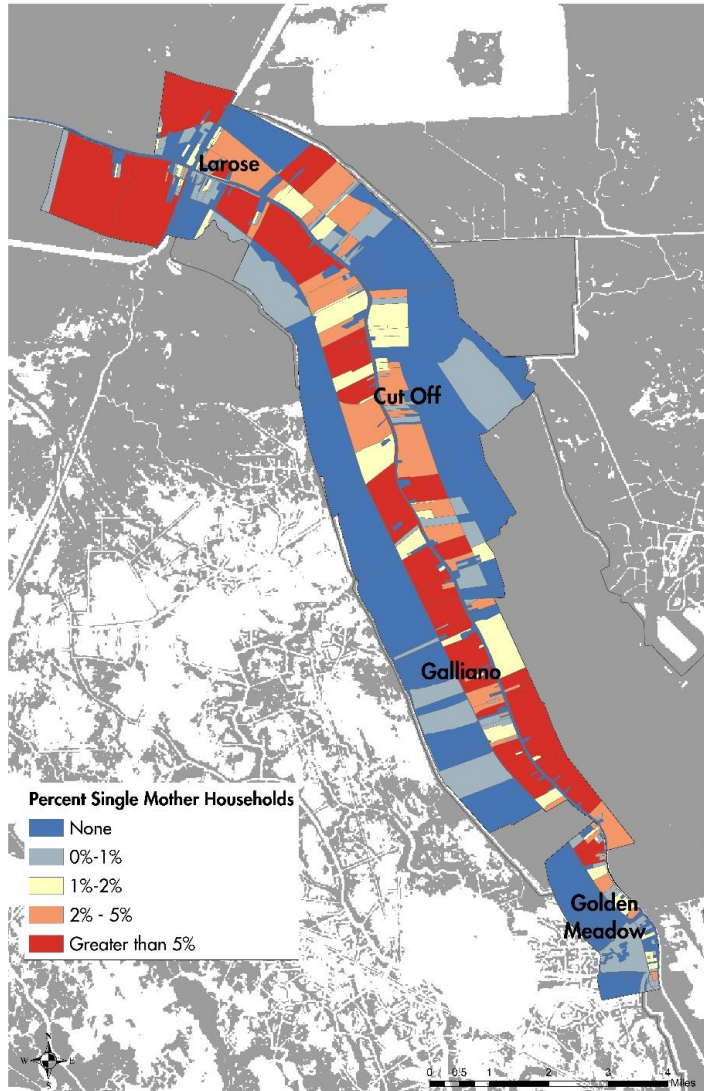 Larose
Cut Off
Galliano
Percent Single Mother Households
None
0%-1%
1%-2%
2% - 5%
Greater than 5%
Golden
Meadow
N
W E
S
0 0.5 1 2 3 4
Miles